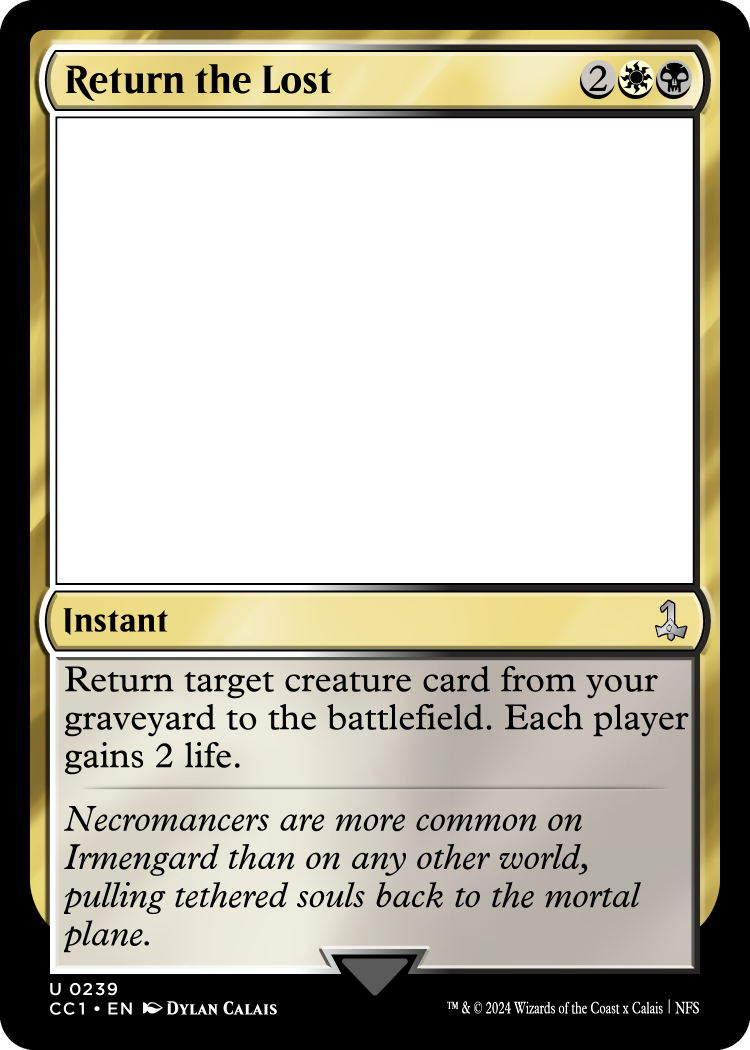 Return the Lost 2
Instant
Return target creature card from your
graveyard to the battlefield. Each player
gains 2 life.
Necromancers are more common on
Irmengard than on any other world,
pulling tethered souls back to the mortal
plane.
U 0239
CC1 • EN Dylan Calais
™ & © 2024 Wizards of the Coast x Calais | NFS